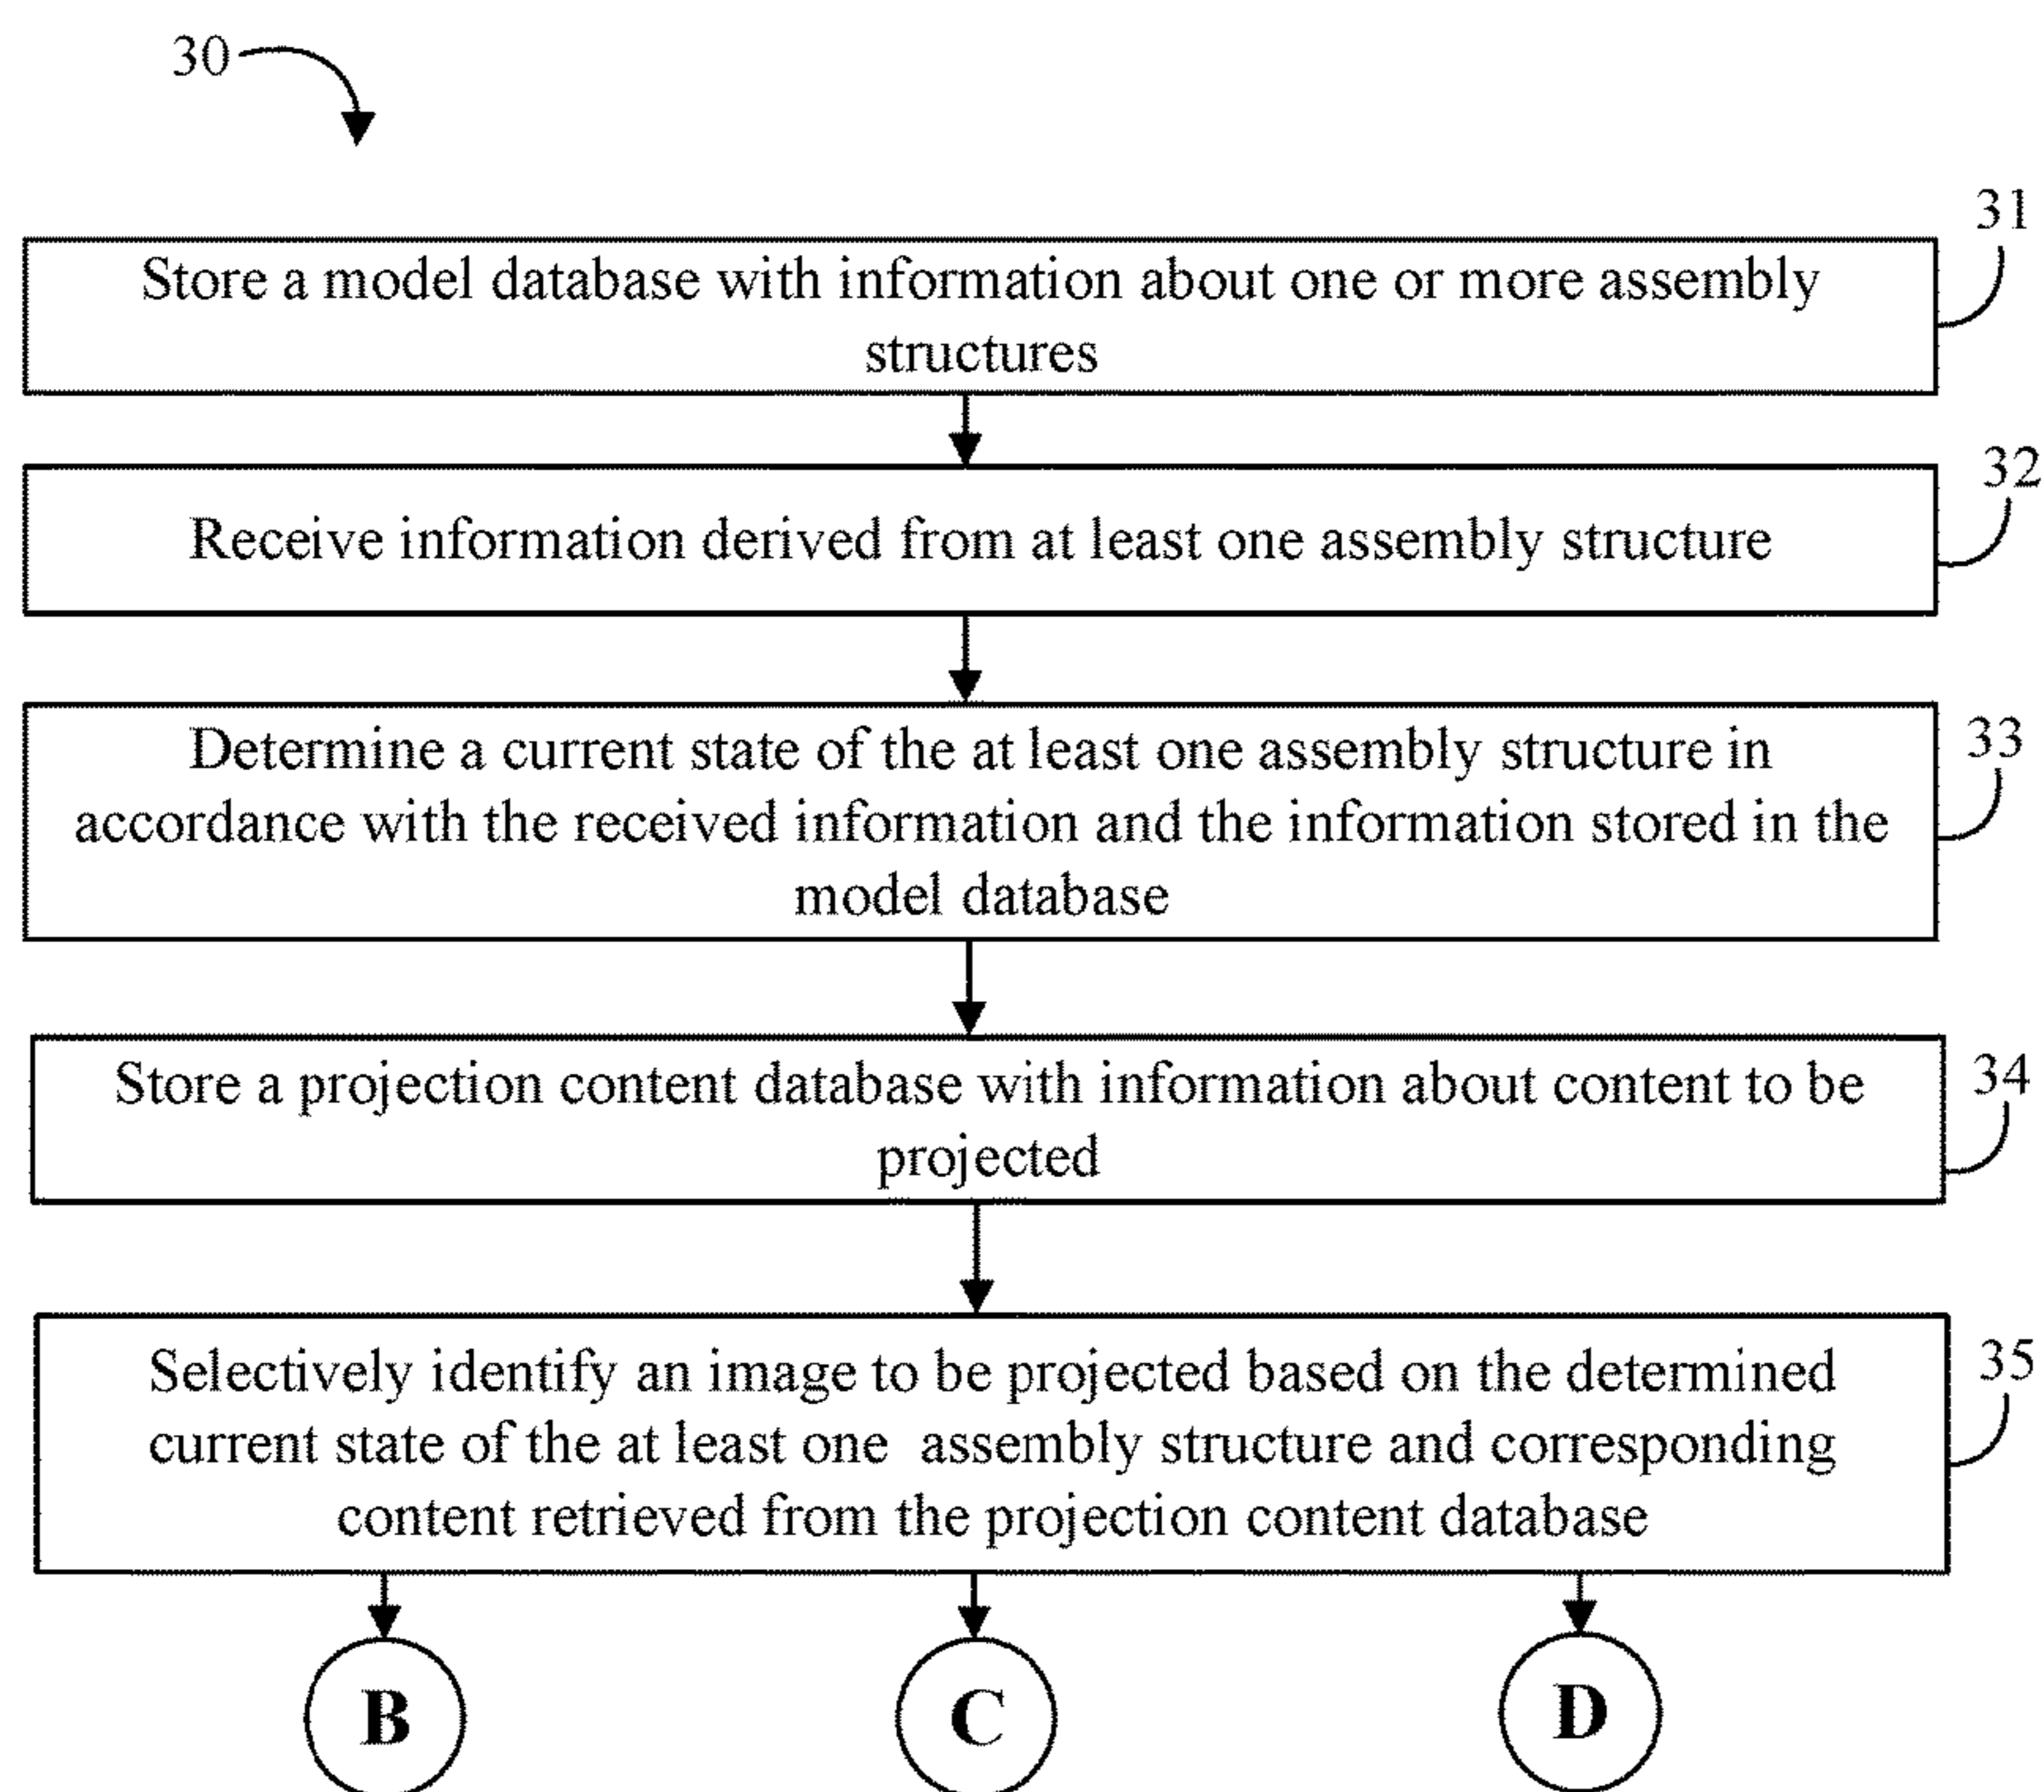 30
31
Store a model database with information about one or more assembly
structures
32
Receive information derived from at least one assembly structure
33
Determine a current state of the at least one assembly structure in
accordance with the received information and the information stored in the
model database
34
Store a projection content database with information about content to be
projected
35
Selectively identify an image to be projected based on the determined
current state of the at least one assembly structure and corresponding
content retrieved from the projection content database
B
C
D